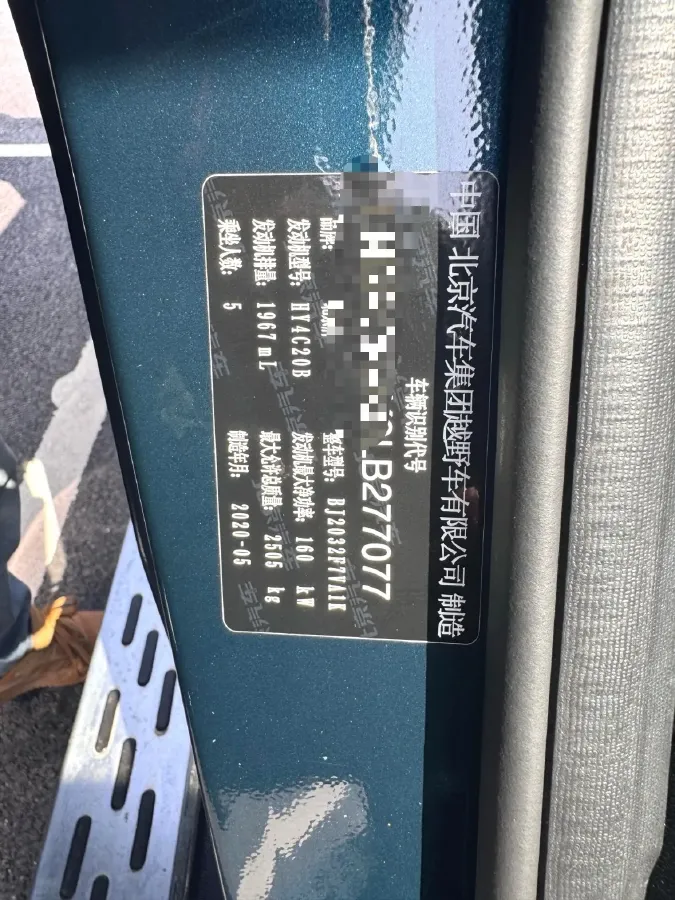 中国 北京汽车集团越野车有限公司 制造
车辆识别代号
LB277077
品牌: 整车型号: BJ2032F7VA1H
发动机型号: HY4C20B 发动机最大净功率: 160 kW
发动机排量: 1967 mL 最大允许总质量: 2505 kg
乘坐人数: 5 制造年月: 2020-05